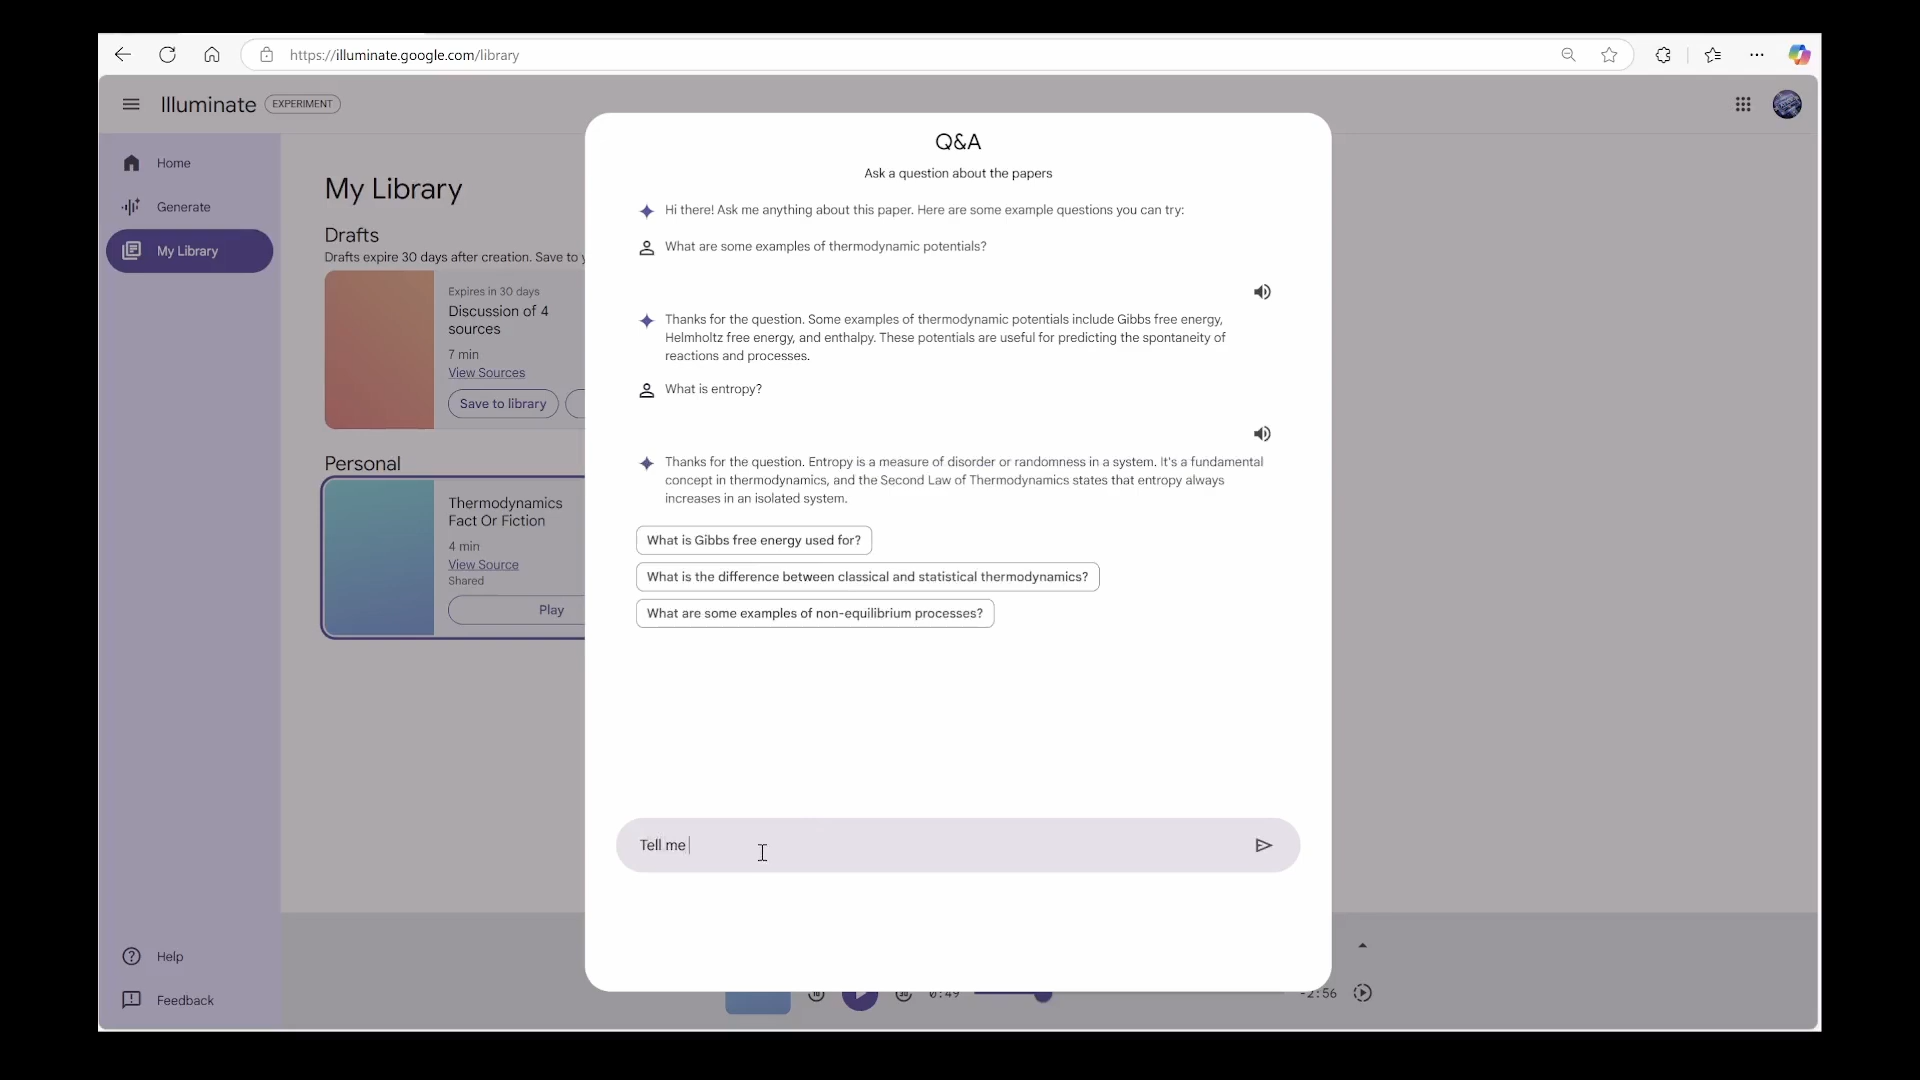 https://illuminate.google.com/library
Illuminate EXPERIMENT
Home
Generate
My Library
Help
Feedback
My Library
Drafts
Drafts expire 30 days after creation. Save to
Expires in 30 days
Discussion of 4
sources
7 min
View Sources
Save to library
Personal
Thermodynamics
Fact Or Fiction
4 min
View Source
Shared
Play
Q&A
Ask a question about the papers
Hi there! Ask me anything about this paper. Here are some example questions you can try:
What are some examples of thermodynamic potentials?
Thanks for the question. Some examples of thermodynamic potentials include Gibbs free energy,
Helmholtz free energy, and enthalpy. These potentials are useful for predicting the spontaneity of
reactions and processes.
What is entropy?
Thanks for the question. Entropy is a measure of disorder or randomness in a system. It's a fundamental
concept in thermodynamics, and the Second Law of Thermodynamics states that entropy always
increases in an isolated system.
What is Gibbs free energy used for?
What is the difference between classical and statistical thermodynamics?
What are some examples of non-equilibrium processes?
Tell me
0:49
-2:56